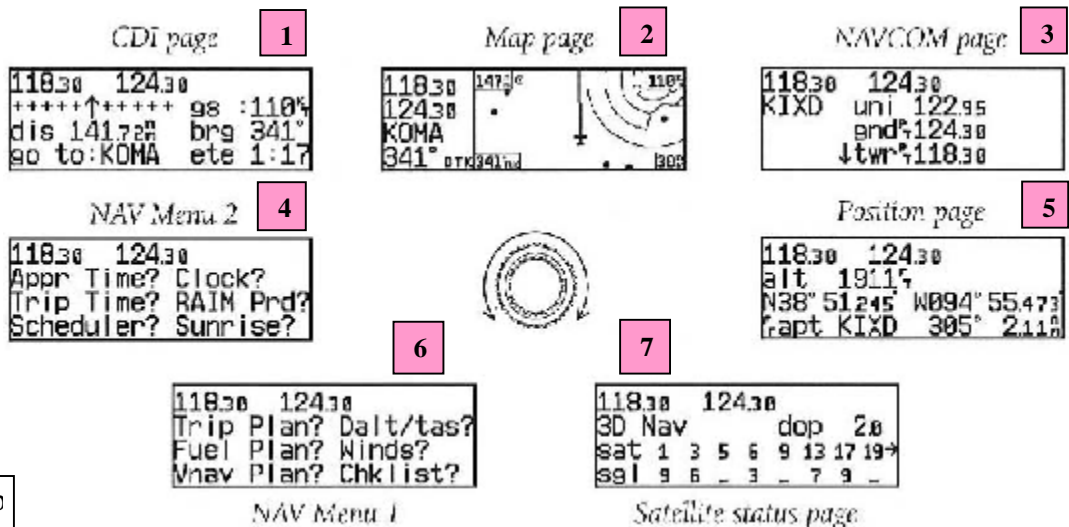 CDI page 1
118.30 124.30
+++++↑+++++ gs :110kt
dis 141.72nm brg 341°
go to:KOMA ete 1:17
Map page 2
118.30
124.30
KOMA
341°
DTK 341
NAVCOM page 3
118.30 124.30
KIXD uni 122.95
gnd 124.30
↓twr 118.30
NAV Menu 2 4
118.30 124.30
Appr Time? Clock?
Trip Time? RAIM Prd?
Scheduler? Sunrise?
Position page 5
118.30 124.30
alt 1911ft
N38°51.245' W094°55.473'
apt KIXD 305° 2.11nm
6
118.30 124.30
Trip Plan? Dalt/tas?
Fuel Plan? Winds?
Vnav Plan? Chklist?
NAV Menu 1
7
118.30 124.30
3D Nav dop 2.0
sat 1 3 5 6 9 13 17 19→
sgl 9 6 _ 3 _ 7 9 _
Satellite status page